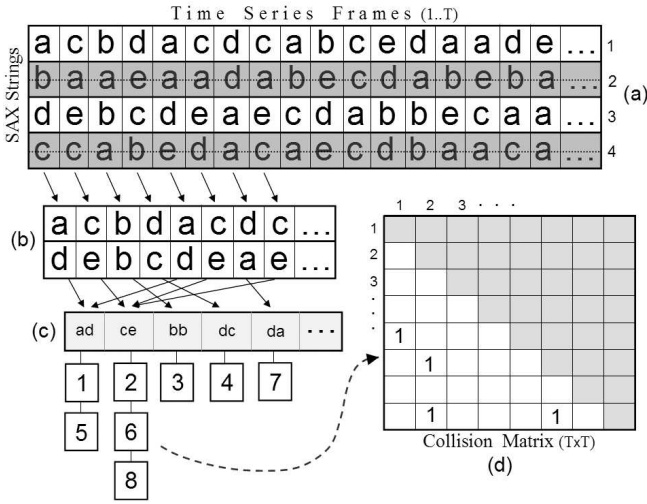 Time Series Frames (1..T)
SAX Strings
a c b d a c d c a b c e d a a d e ... 1
b a a e a a d a b e c d a b e b a ... 2
(a)
d e b c d e a e c d a b b e c a a ... 3
c c a b e d a c a e c d b a a c a ... 4
(b)
a c b d a c d c ...
d e b c d e a e ...
(c)
ad ce bb dc da ...
1 2 3 4 7
5 6
8
1 2 3 . . .
1
2
3
.
.
.
1
1
1 1
Collision Matrix (TxT)
(d)